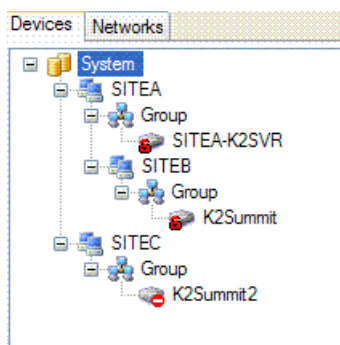 Devices Networks
System
SITEA
Group
SITEA-K2SVR
SITEB
Group
K2Summit
SITEC
Group
K2Summit2